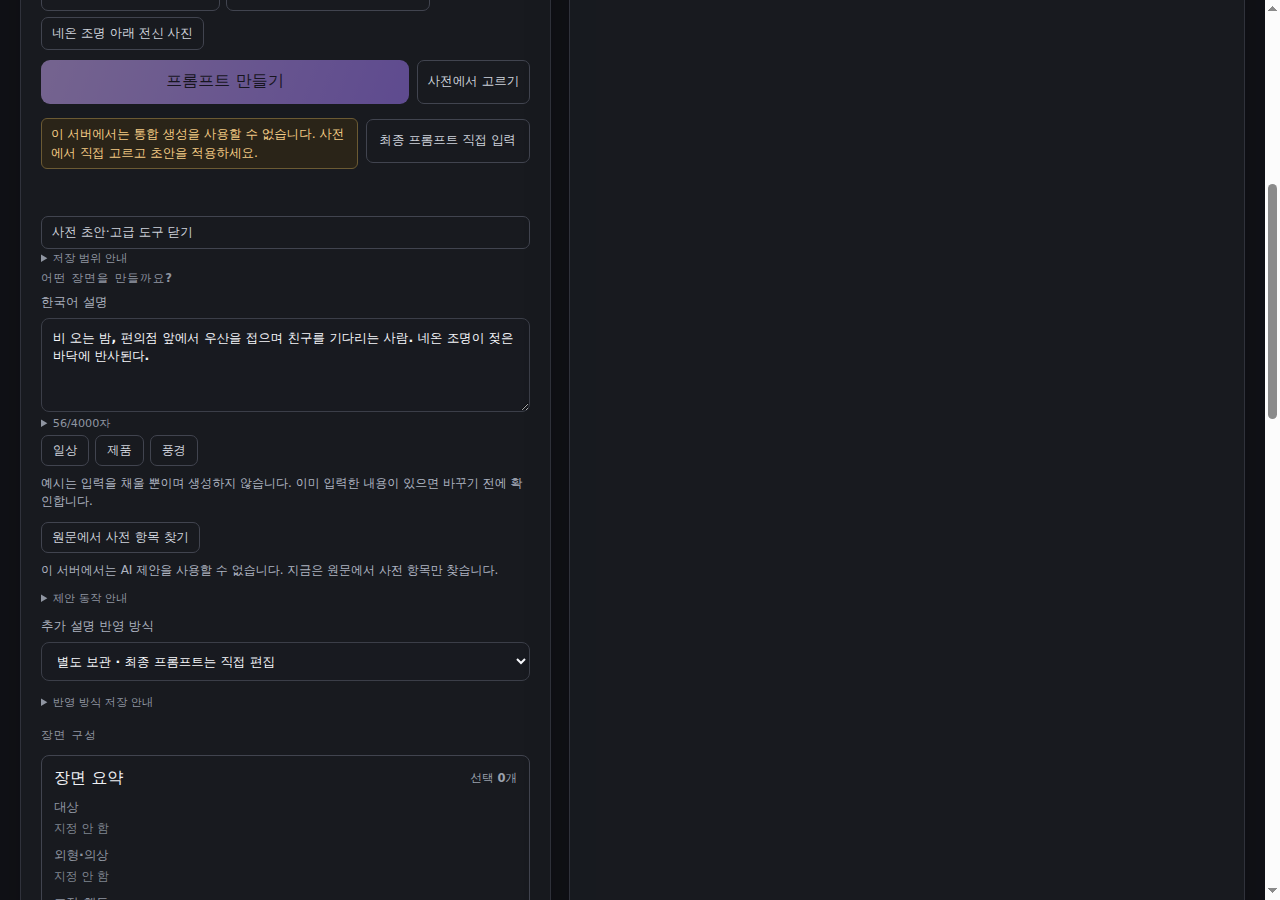 네온 조명 아래 전신 사진
프롬프트 만들기
사전에서 고르기
이 서버에서는 통합 생성을 사용할 수 없습니다. 사전
에서 직접 고르고 초안을 적용하세요.
최종 프롬프트 직접 입력
사전 초안·고급 도구 닫기
저장 범위 안내
어떤 장면을 만들까요?
한국어 설명
비 오는 밤, 편의점 앞에서 우산을 접으며 친구를 기다리는 사람. 네온 조명이 젖은
바닥에 반사된다.
56/4000자
일상
제품
풍경
예시는 입력을 채울 뿐이며 생성하지 않습니다. 이미 입력한 내용이 있으면 바꾸기 전에 확
인합니다.
원문에서 사전 항목 찾기
이 서버에서는 AI 제안을 사용할 수 없습니다. 지금은 원문에서 사전 항목만 찾습니다.
제안 동작 안내
추가 설명 반영 방식
별도 보관 · 최종 프롬프트는 직접 편집
반영 방식 저장 안내
장면 구성
장면 요약
선택 0개
대상
지정 안 함
외형·의상
지정 안 함